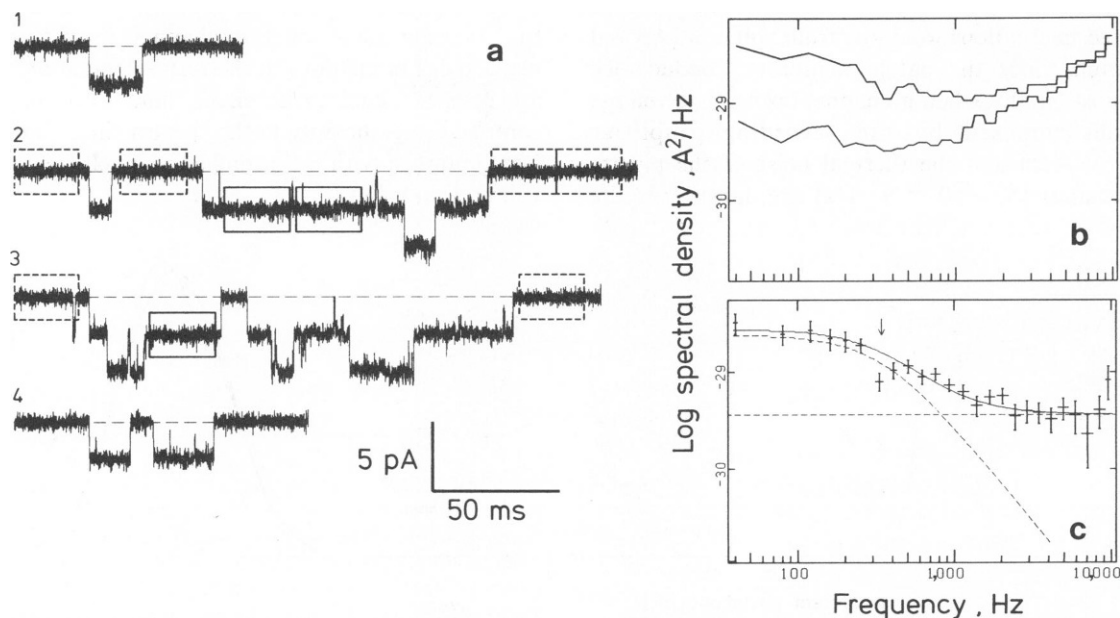 1
a
2
3
4
5 pA
50 ms
Log spectral density, A²/Hz
-29
-30
b
-29
-30
c
100
1,000
10,000
Frequency, Hz